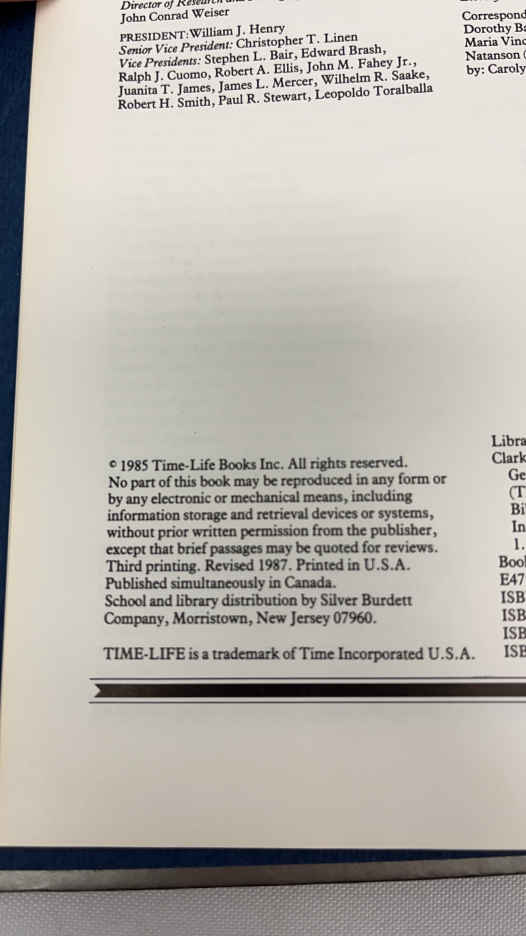 Director of Research and
John Conrad Weiser
PRESIDENT: William J. Henry
Senior Vice President: Christopher T. Linen
Vice Presidents: Stephen L. Bair, Edward Brash,
Ralph J. Cuomo, Robert A. Ellis, John M. Fahey Jr.,
Juanita T. James, James L. Mercer, Wilhelm R. Saake,
Robert H. Smith, Paul R. Stewart, Leopoldo Toralballa
Correspond
Dorothy Ba
Maria Vinc
Natanson (
by: Caroly
© 1985 Time-Life Books Inc. All rights reserved.
No part of this book may be reproduced in any form or
by any electronic or mechanical means, including
information storage and retrieval devices or systems,
without prior written permission from the publisher,
except that brief passages may be quoted for reviews.
Third printing. Revised 1987. Printed in U.S.A.
Published simultaneously in Canada.
School and library distribution by Silver Burdett
Company, Morristown, New Jersey 07960.
TIME-LIFE is a trademark of Time Incorporated U.S.A.
Libra
Clark
Ge
(T
Bi
In
1.
Bool
E47
ISB
ISB
ISB
ISB